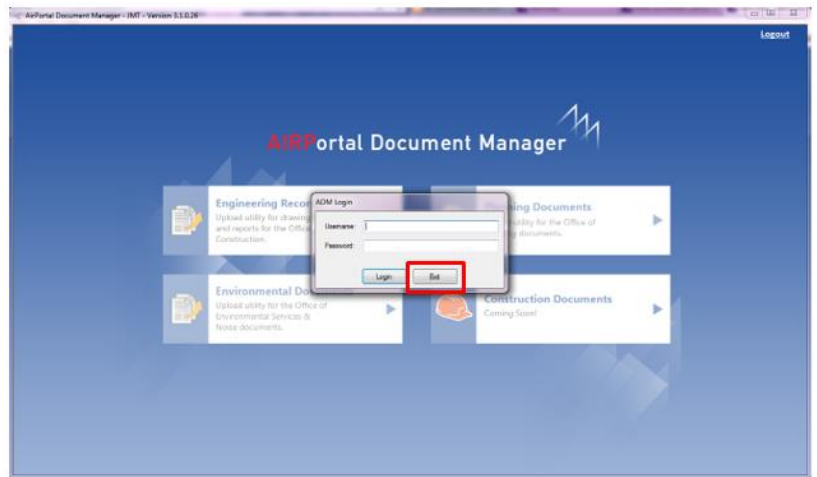 AirPortal Document Manager - JMT - Version 3.1.0.26
Logout
AIRPortal Document Manager
Engineering Recor
Upload utility for drawing
and reports for the Office
Construction.
ADM Login
Username:
Password:
Login
Exit
ing Documents
utility for the Office of
documents.
Environmental Do
Upload utility for the Office of
Environmental Services &
Noise documents.
Construction Documents
Coming Soon!